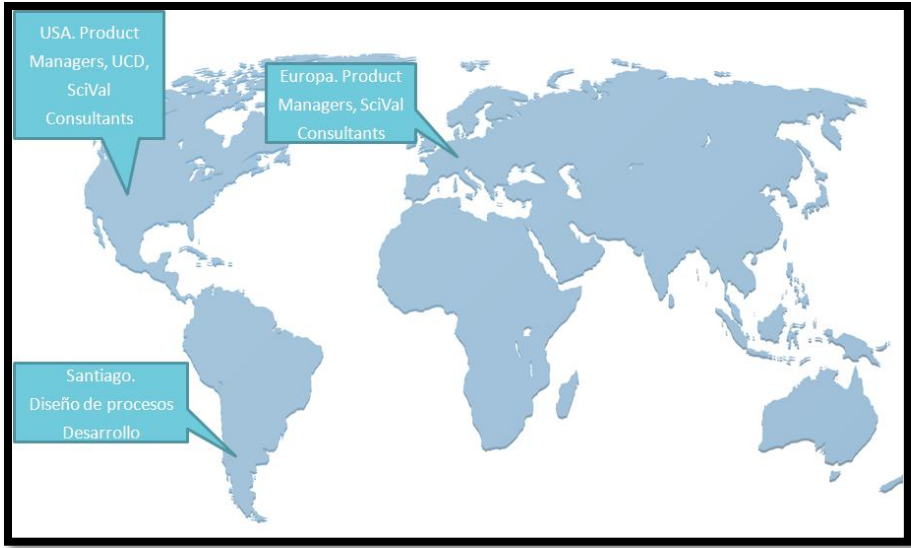 USA. Product
Managers, UCD,
SciVal
Consultants
Europa. Product
Managers, SciVal
Consultants
Santiago.
Diseño de procesos
Desarrollo